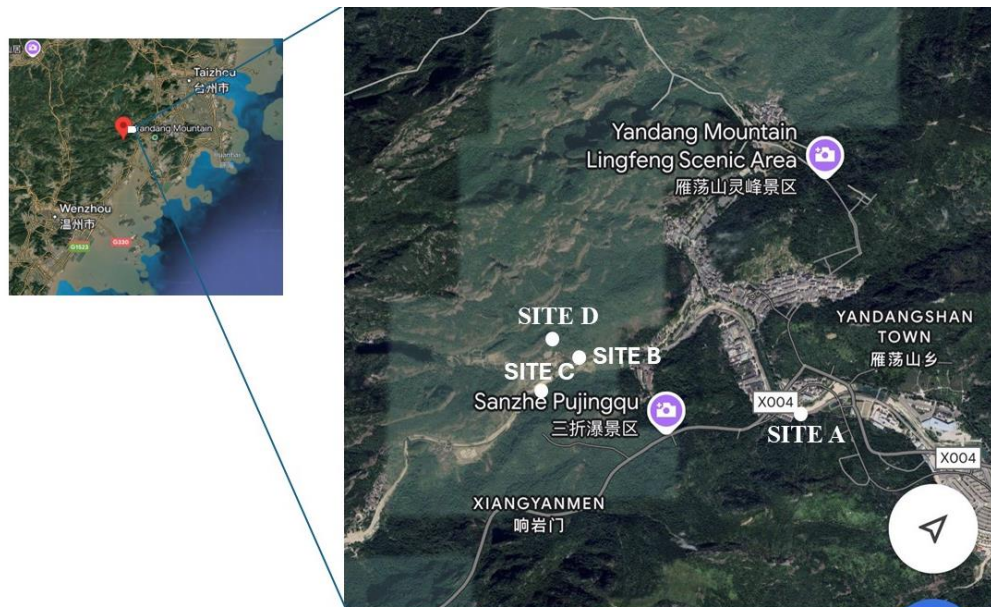 Taizhou
台州市
Yandang Mountain
Wenzhou
温州市
G1523
G330
Yandang Mountain
Lingfeng Scenic Area
雁荡山灵峰景区
YANDANGSHAN
TOWN
雁荡山乡
SITE D
SITE B
SITE C
Sanzhe Pujingqu
三折瀑景区
X004
SITE A
X004
XIANGYANMEN
响岩门